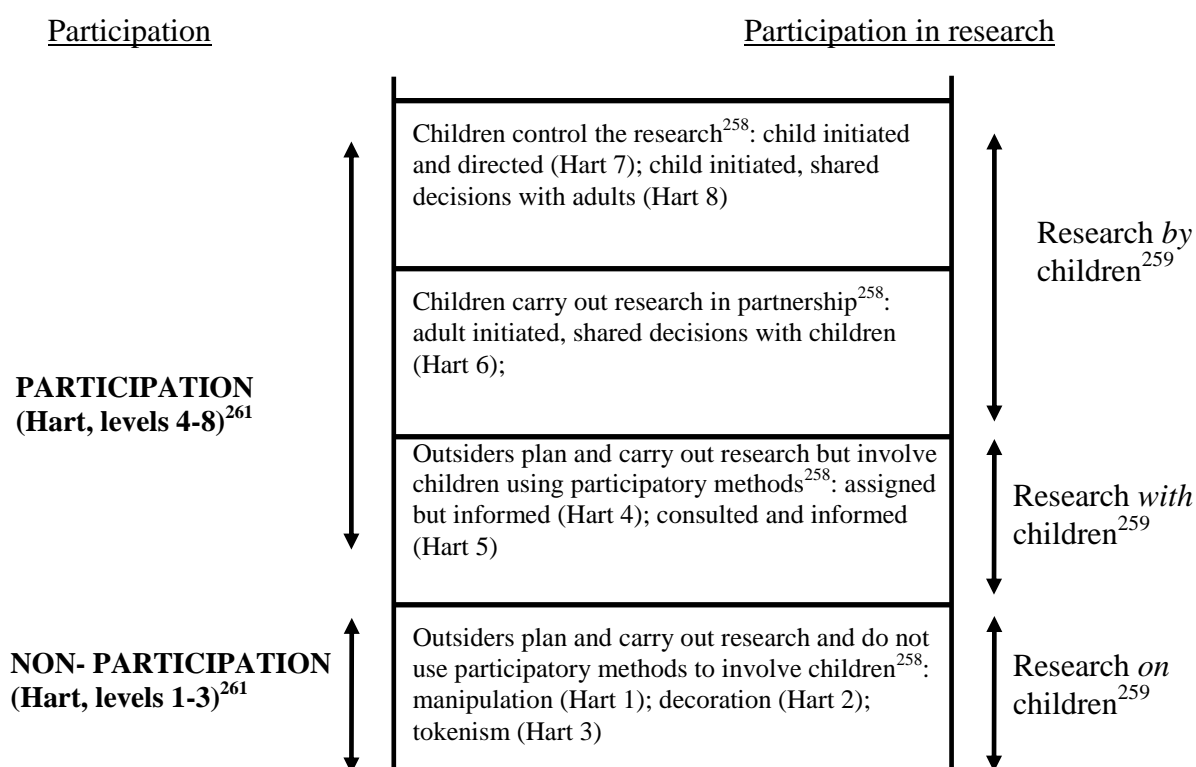 Participation
Participation in research
Children control the research258: child initiated
and directed (Hart 7); child initiated, shared
decisions with adults (Hart 8)
Research by
children259
Children carry out research in partnership258:
adult initiated, shared decisions with children
(Hart 6);
PARTICIPATION
(Hart, levels 4-8)261
Outsiders plan and carry out research but involve
children using participatory methods258: assigned
but informed (Hart 4); consulted and informed
(Hart 5)
Research with
children259
NON- PARTICIPATION
(Hart, levels 1-3)261
Outsiders plan and carry out research and do not
use participatory methods to involve children258:
manipulation (Hart 1); decoration (Hart 2);
tokenism (Hart 3)
Research on
children259